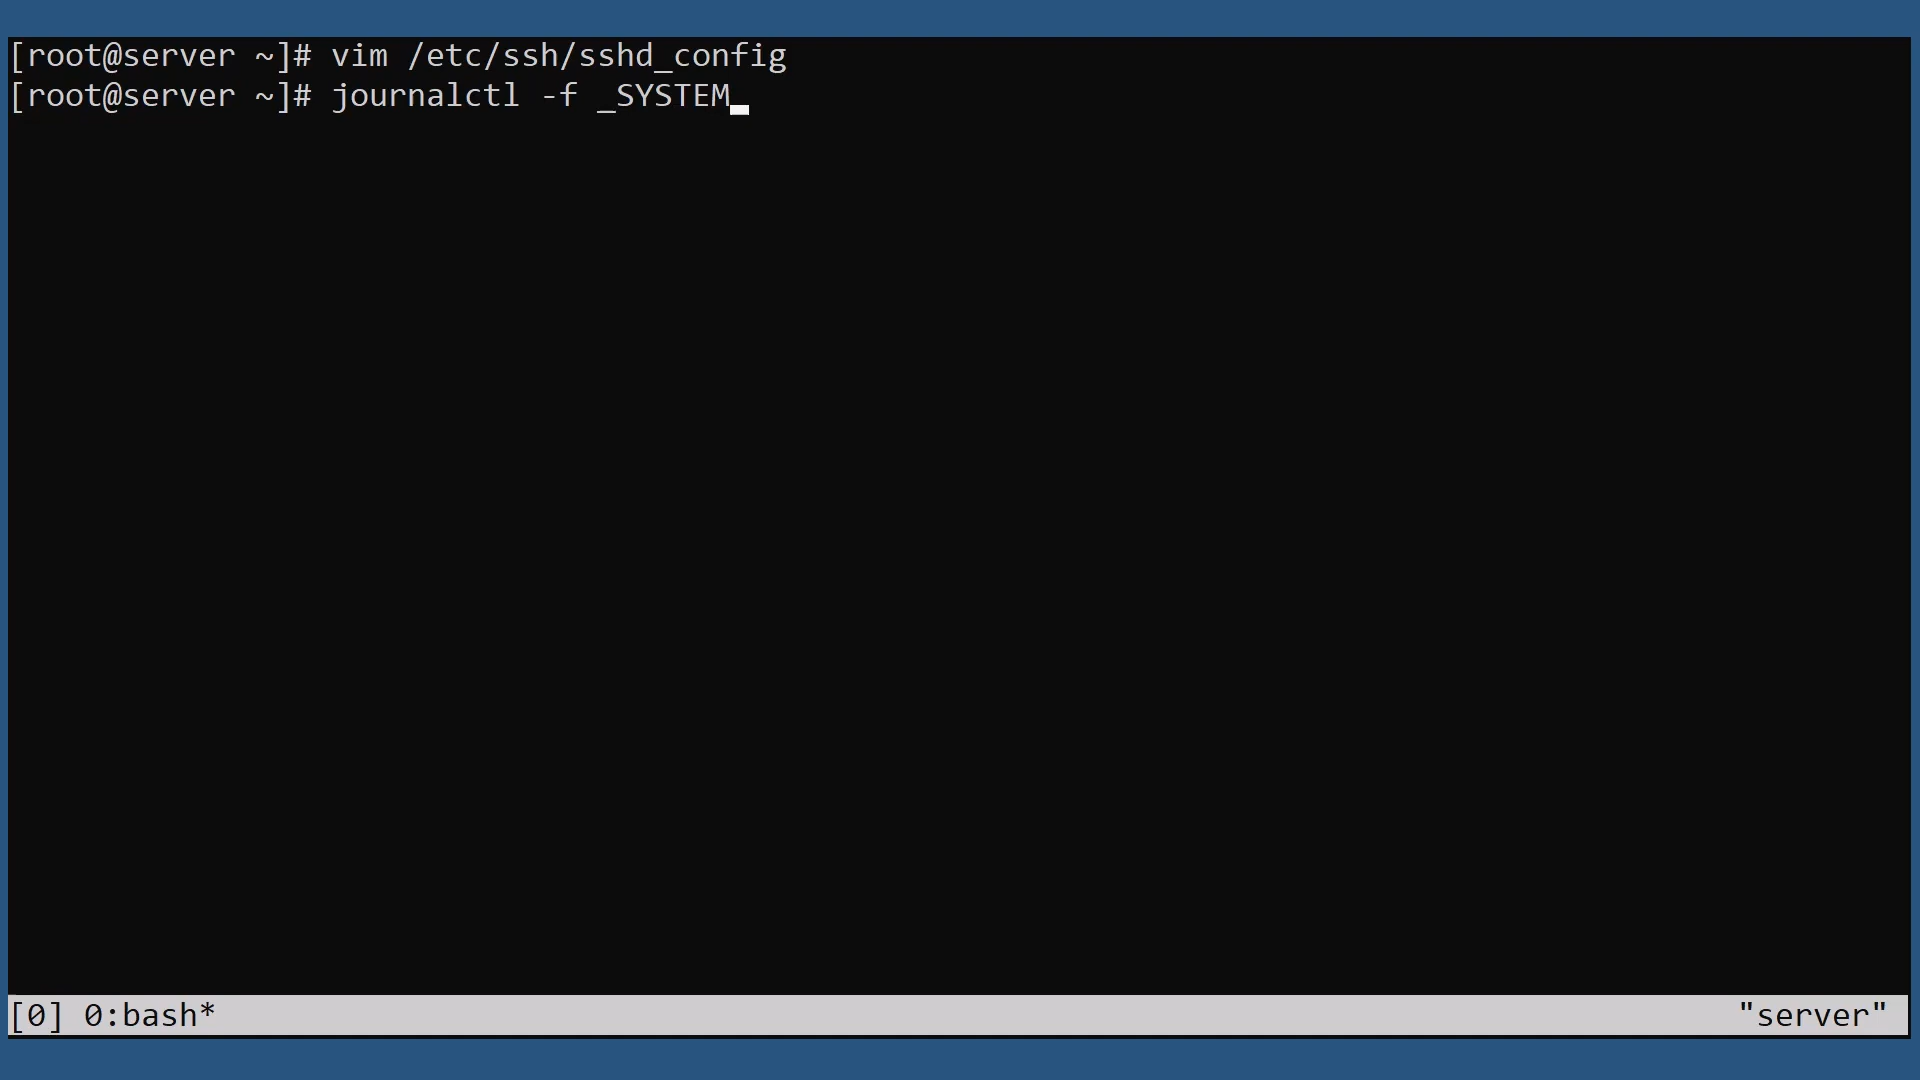 [root@server ~]# vim /etc/ssh/sshd_config
[root@server ~]# journalctl -f _SYSTEM
[0] 0:bash* "server"